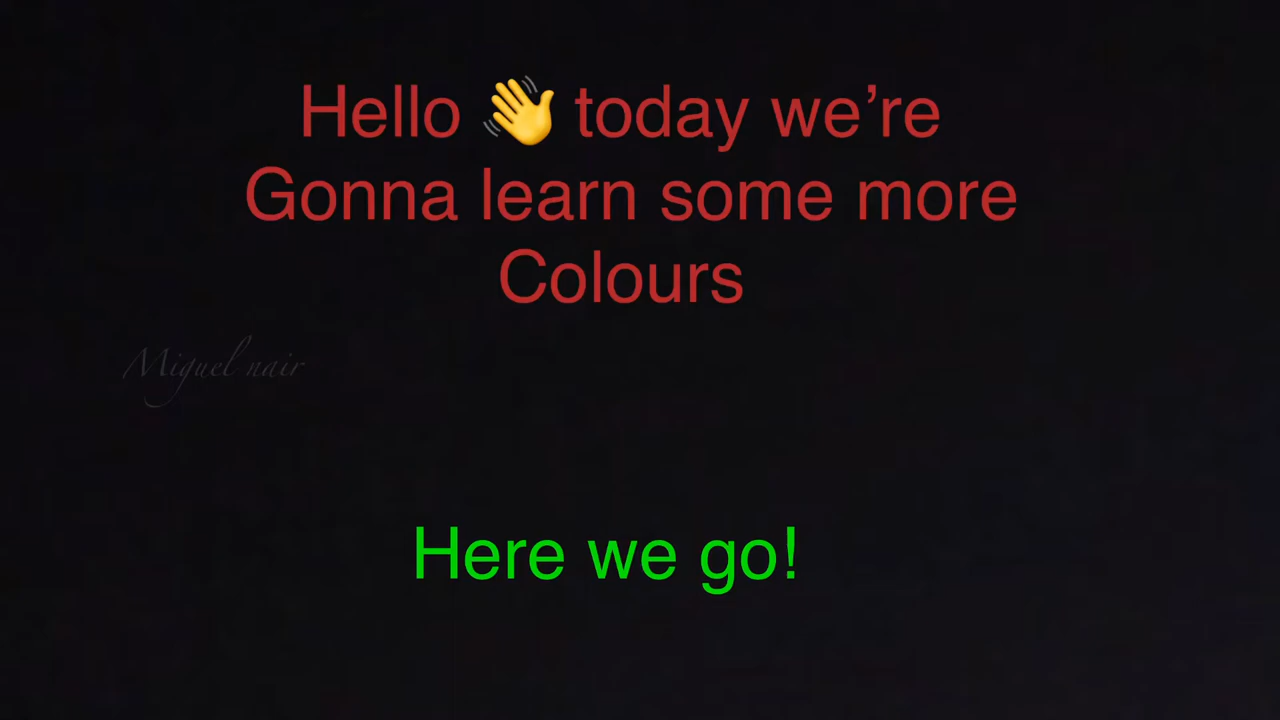 Hello 👋 today we’re
Gonna learn some more
Colours
Miguel nair
Here we go!